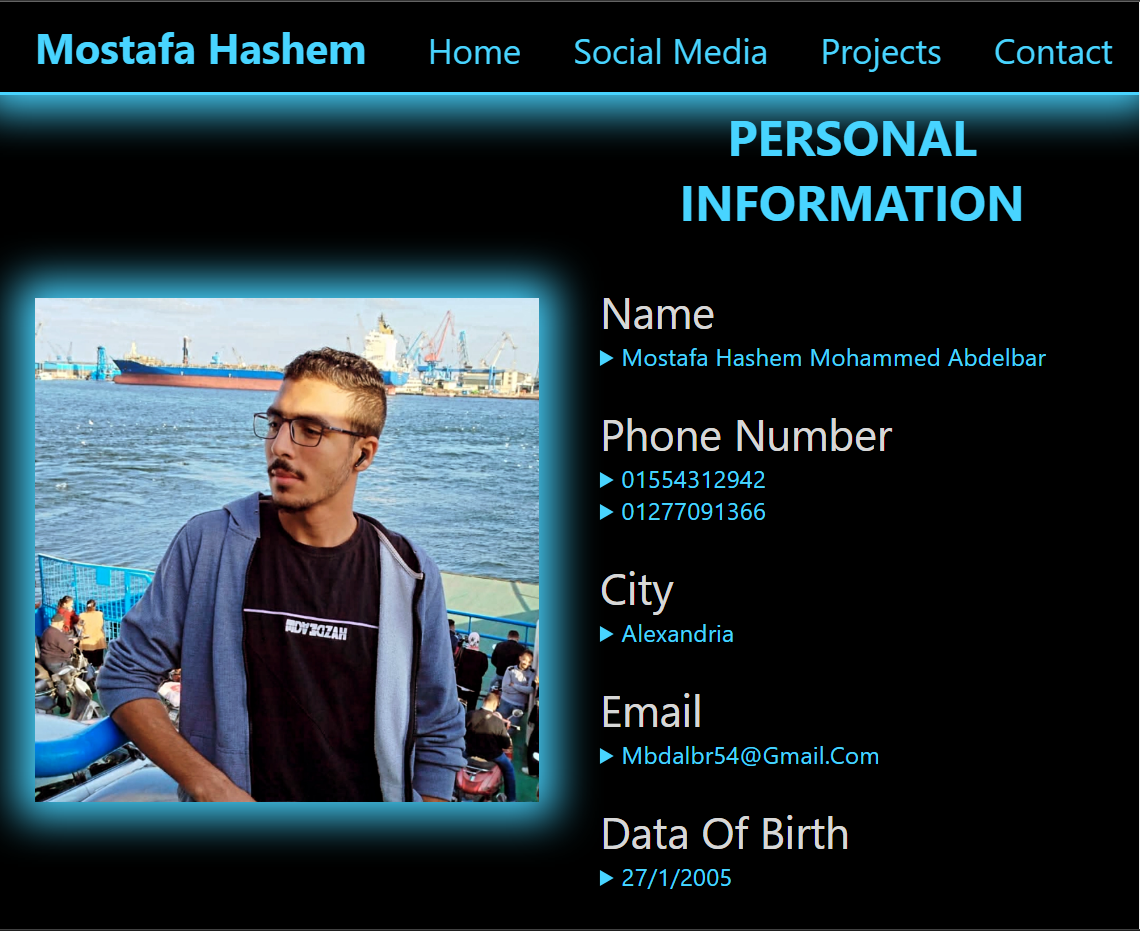 Mostafa Hashem Home Social Media Projects Contact
PERSONAL
INFORMATION
Name
▶ Mostafa Hashem Mohammed Abdelbar
Phone Number
▶ 01554312942
▶ 01277091366
City
▶ Alexandria
Email
▶ Mbdalbr54@Gmail.Com
Data Of Birth
▶ 27/1/2005